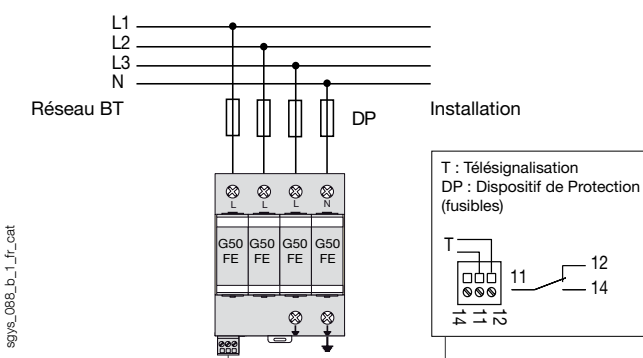 L1
L2
L3
N
Réseau BT
DP
Installation
L L L N
G50 G50 G50 G50
FE FE FE FE
T : Télésignalisation
DP : Dispositif de Protection
(fusibles)
T
11 12
14
14 11 12
sgys_088_b_1_fr_cat